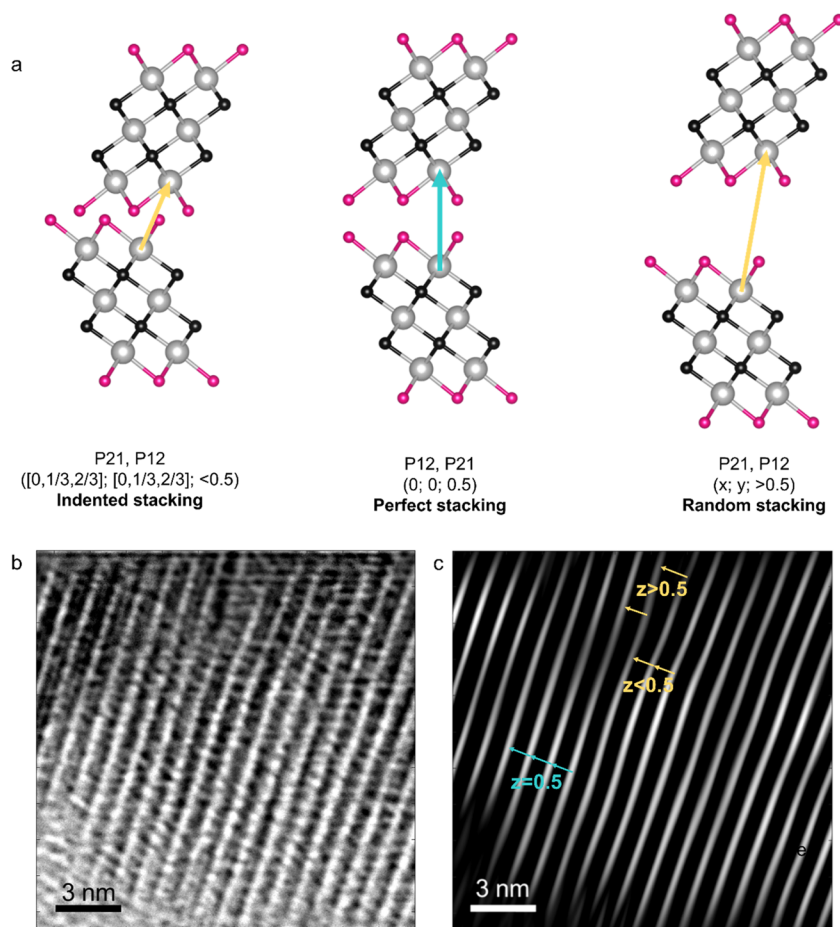 a
P21, P12
([0,1/3,2/3]; [0,1/3,2/3]; <0.5)
Indented stacking
P12, P21
(0; 0; 0.5)
Perfect stacking
P21, P12
(x; y; >0.5)
Random stacking
b
3 nm
c
z>0.5
z<0.5
z=0.5
e
3 nm